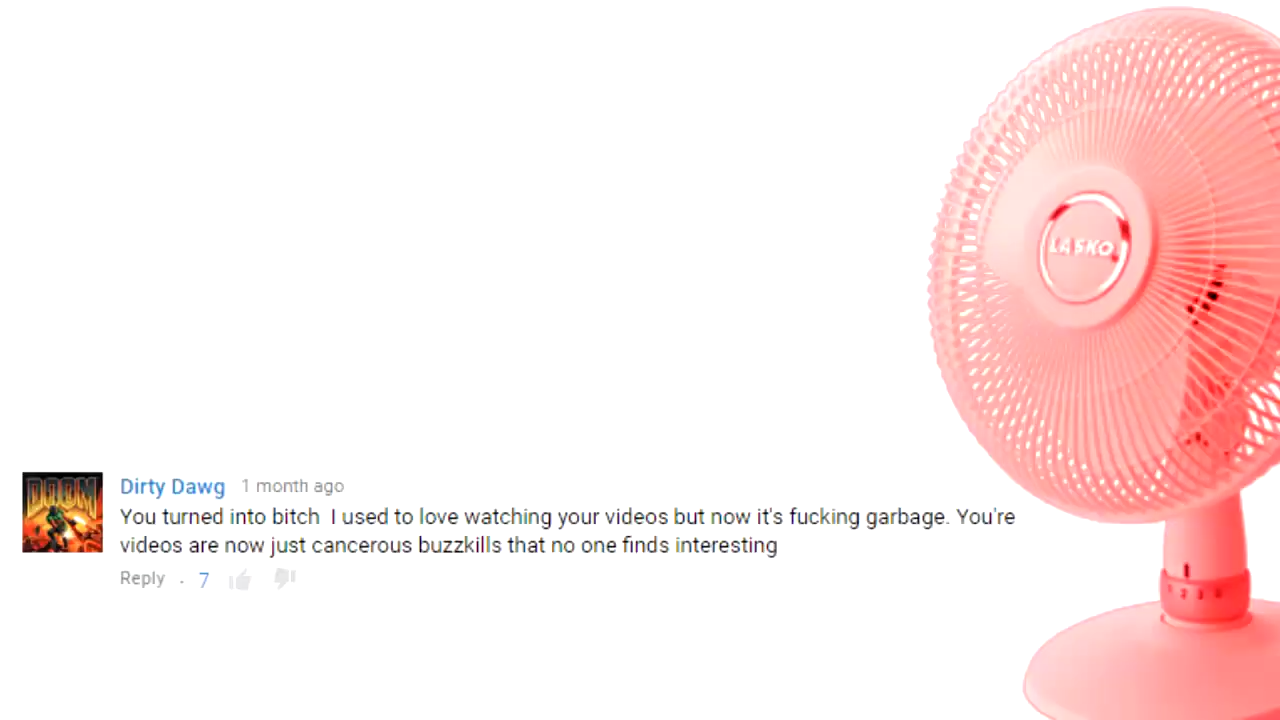 LASKO
DOOM
Dirty Dawg 1 month ago
You turned into bitch I used to love watching your videos but now it's fucking garbage. You're
videos are now just cancerous buzzkills that no one finds interesting
Reply . 7